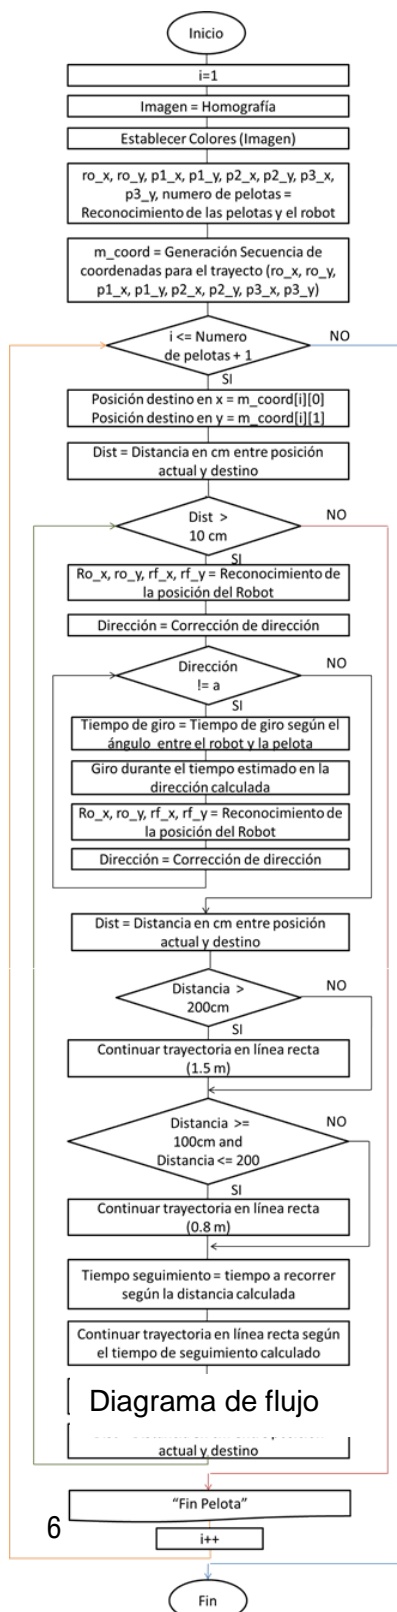 Inicio
i=1
Imagen = Homografía
Establecer Colores (Imagen)
ro_x, ro_y, p1_x, p1_y, p2_x, p2_y, p3_x,
p3_y, numero de pelotas =
Reconocimiento de las pelotas y el robot
m_coord = Generación Secuencia de
coordenadas para el trayecto (ro_x, ro_y,
p1_x, p1_y, p2_x, p2_y, p3_x, p3_y)
i <= Numero
de pelotas + 1
NO
SI
Posición destino en x = m_coord[i][0]
Posición destino en y = m_coord[i][1]
Dist = Distancia en cm entre posición
actual y destino
Dist >
10 cm
NO
SI
Ro_x, ro_y, rf_x, rf_y = Reconocimiento de
la posición del Robot
Dirección = Corrección de dirección
Dirección
!= a
NO
SI
Tiempo de giro = Tiempo de giro según el
ángulo entre el robot y la pelota
Giro durante el tiempo estimado en la
dirección calculada
Ro_x, ro_y, rf_x, rf_y = Reconocimiento de
la posición del Robot
Dirección = Corrección de dirección
Dist = Distancia en cm entre posición
actual y destino
Distancia >
200cm
NO
SI
Continuar trayectoria en línea recta
(1.5 m)
Distancia >=
100cm and
Distancia <= 200
NO
SI
Continuar trayectoria en línea recta
(0.8 m)
Tiempo seguimiento = tiempo a recorrer
según la distancia calculada
Continuar trayectoria en línea recta según
el tiempo de seguimiento calculado
Diagrama de flujo
actual y destino
"Fin Pelota"
6
i++
Fin